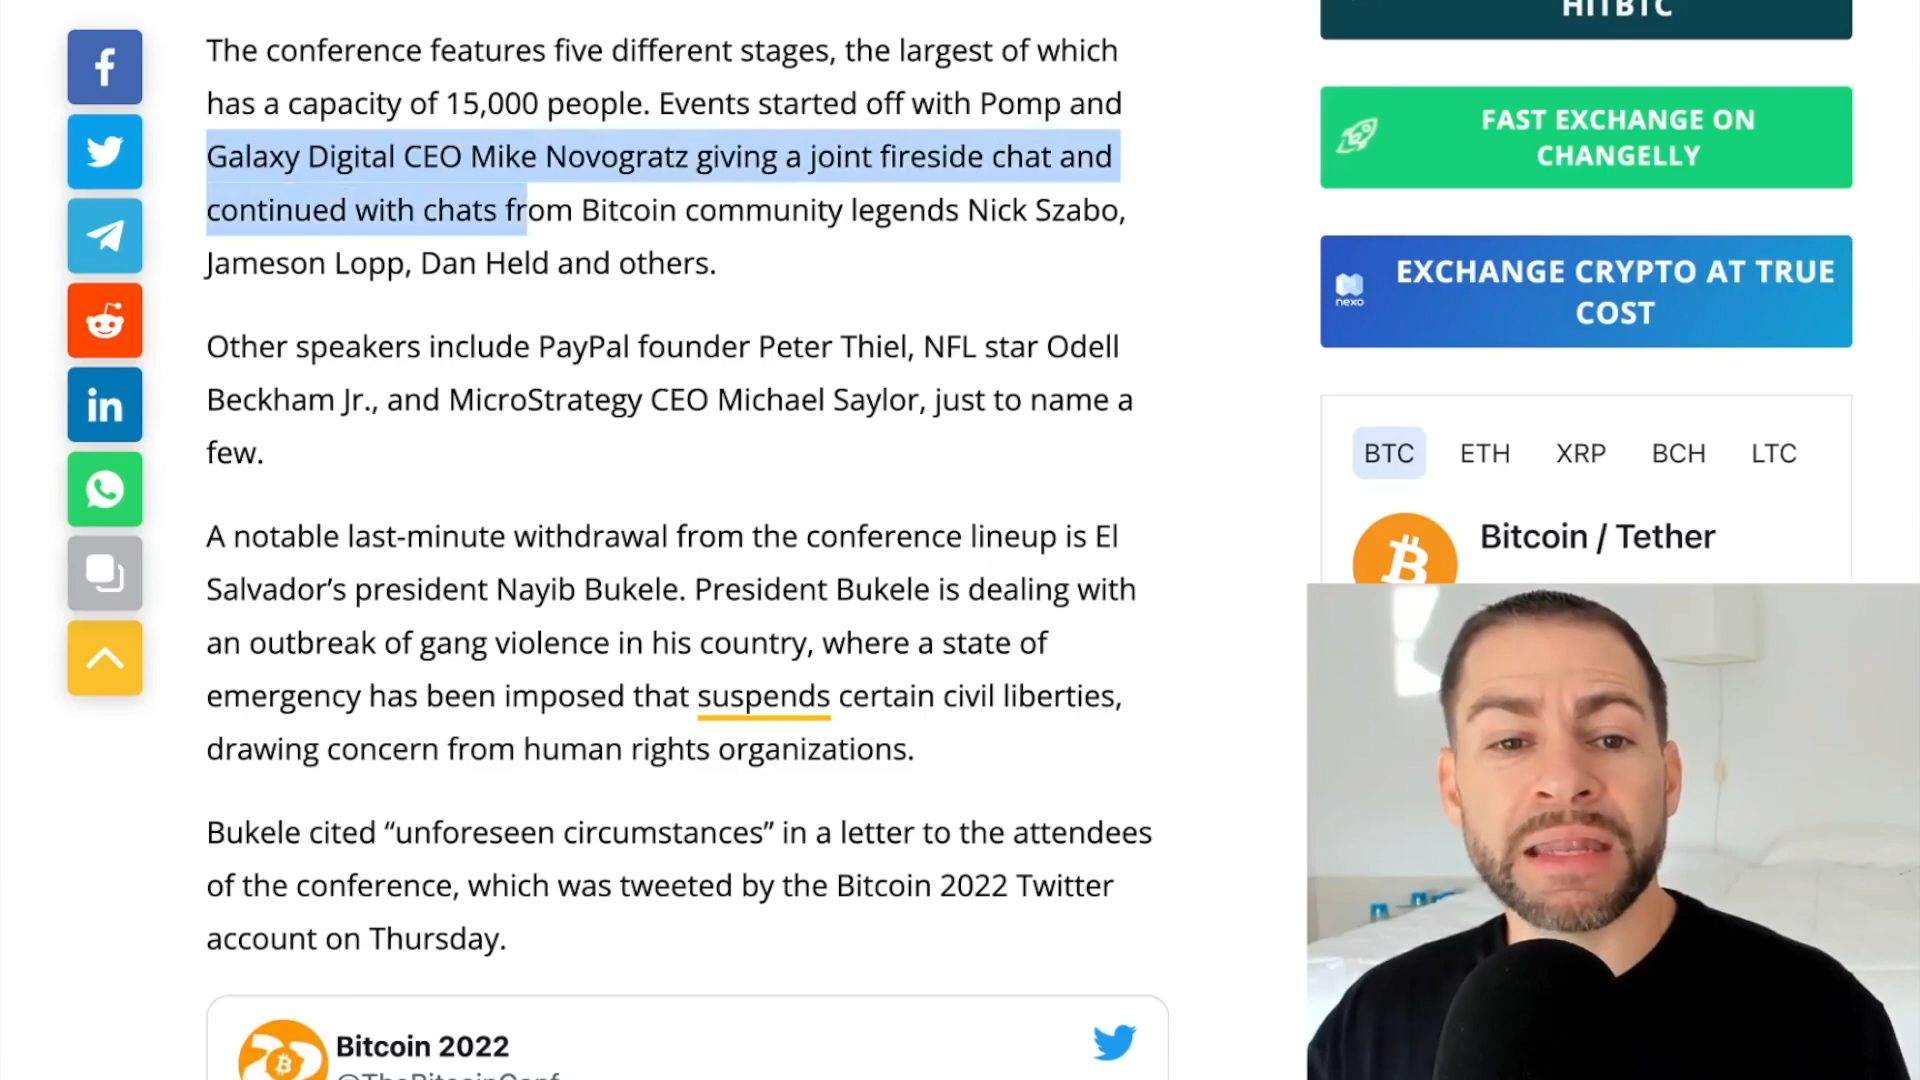 The conference features five different stages, the largest of which
has a capacity of 15,000 people. Events started off with Pomp and
Galaxy Digital CEO Mike Novogratz giving a joint fireside chat and
continued with chats from Bitcoin community legends Nick Szabo,
Jameson Lopp, Dan Held and others.
Other speakers include PayPal founder Peter Thiel, NFL star Odell
Beckham Jr., and MicroStrategy CEO Michael Saylor, just to name a
few.
A notable last-minute withdrawal from the conference lineup is El
Salvador’s president Nayib Bukele. President Bukele is dealing with
an outbreak of gang violence in his country, where a state of
emergency has been imposed that suspends certain civil liberties,
drawing concern from human rights organizations.
Bukele cited “unforeseen circumstances” in a letter to the attendees
of the conference, which was tweeted by the Bitcoin 2022 Twitter
account on Thursday.
Bitcoin 2022
@TheBitcoinConf
HITBTC
FAST EXCHANGE ON
CHANGELLY
nexo
EXCHANGE CRYPTO AT TRUE
COST
BTC ETH XRP BCH LTC
Bitcoin / Tether